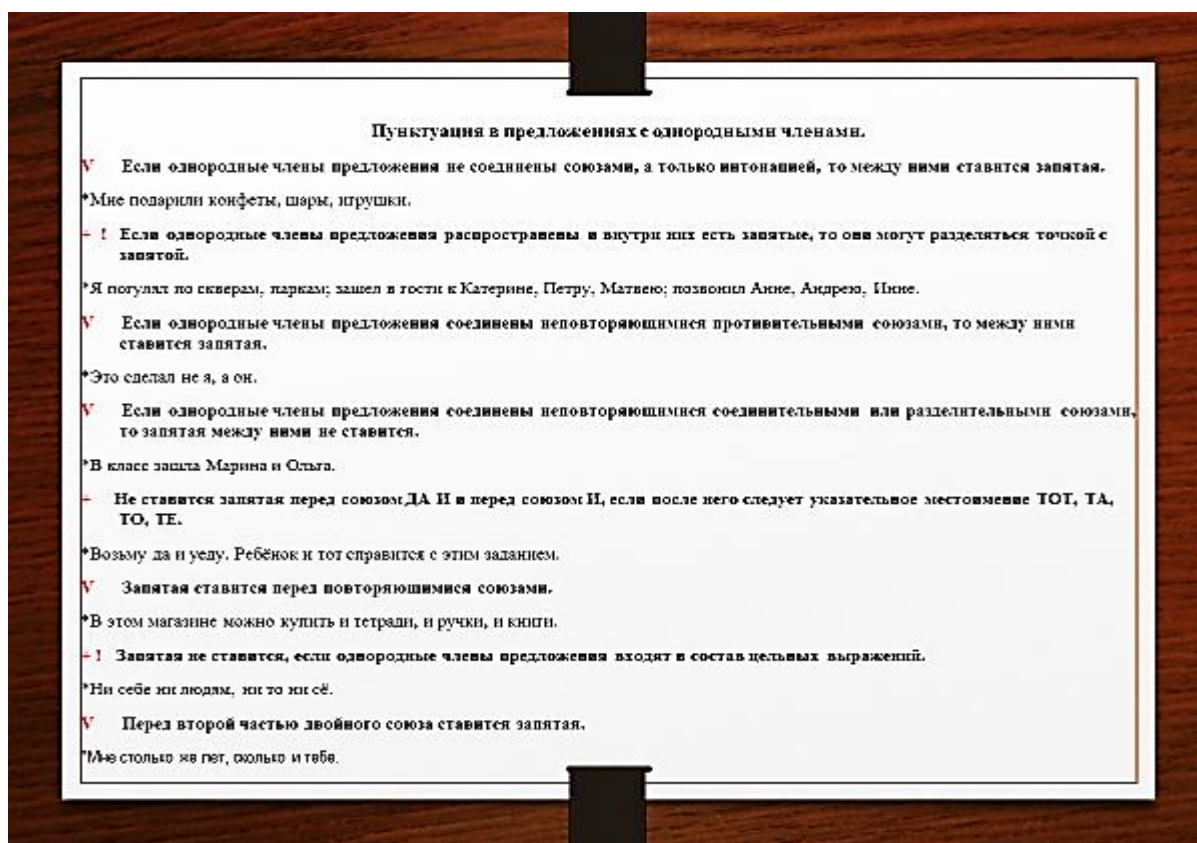 Пунктуация в предложениях с однородными членами.
V Если однородные члены предложения не соединены союзами, а только интонацией, то между ними ставится запятая.
*Мне подарили конфеты, шары, игрушки.
+ ! Если однородные члены предложения распространены и внутри них есть запятые, то они могут разделяться точкой с
запятой.
*Я погулял по скверам, паркам; зашел в гости к Катерине, Петру, Матвею; позвонил Анне, Андрею, Инне.
V Если однородные члены предложения соединены неповторяющимися противительными союзами, то между ними
ставится запятая.
*Это сделал не я, а он.
V Если однородные члены предложения соединены неповторяющимися соединительными или разделительными союзами,
то запятая между ними не ставится.
*В класс зашла Марина и Ольга.
+ Не ставится запятая перед союзом ДА И и перед союзом И, если после него следует указательное местоимение ТОТ, ТА,
ТО, ТЕ.
*Возьму да и уеду. Ребёнок и тот справится с этим заданием.
V Запятая ставится перед повторяющимися союзами.
*В этом магазине можно купить и тетради, и ручки, и книги.
+ ! Запятая не ставится, если однородные члены предложения входят в состав цельных выражений.
*Ни себе ни людям, ни то ни сё.
V Перед второй частью двойного союза ставится запятая.
*Мне столько же лет, сколько и тебе.